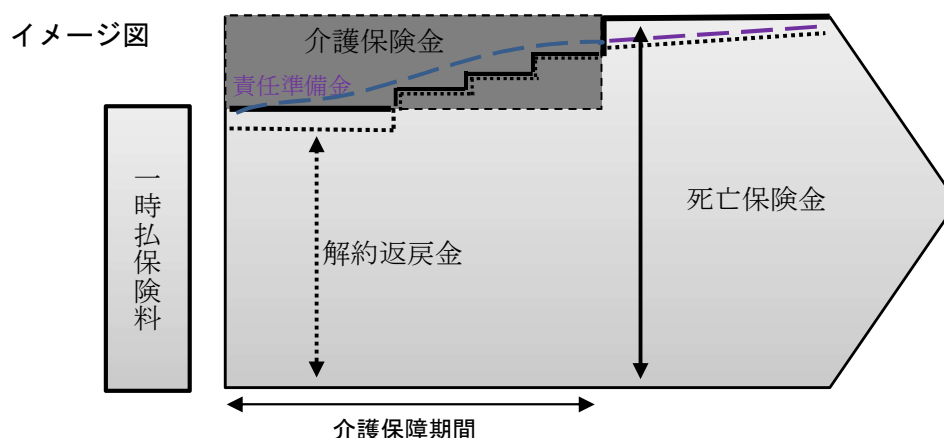 イメージ図
介護保険金
責任準備金
一時払保険料
死亡保険金
解約返戻金
介護保障期間